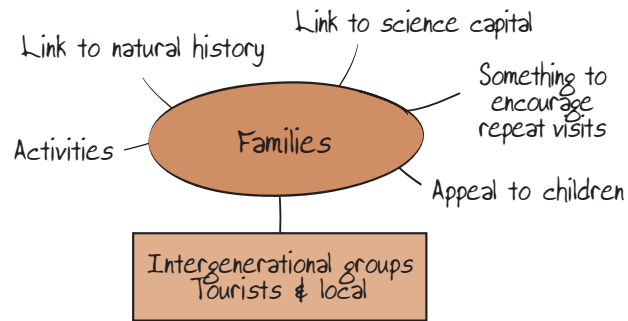 Link to science capital
Link to natural history
Something to
encourage
repeat visits
Families
Activities
Appeal to children
Intergenerational groups
Tourists & local